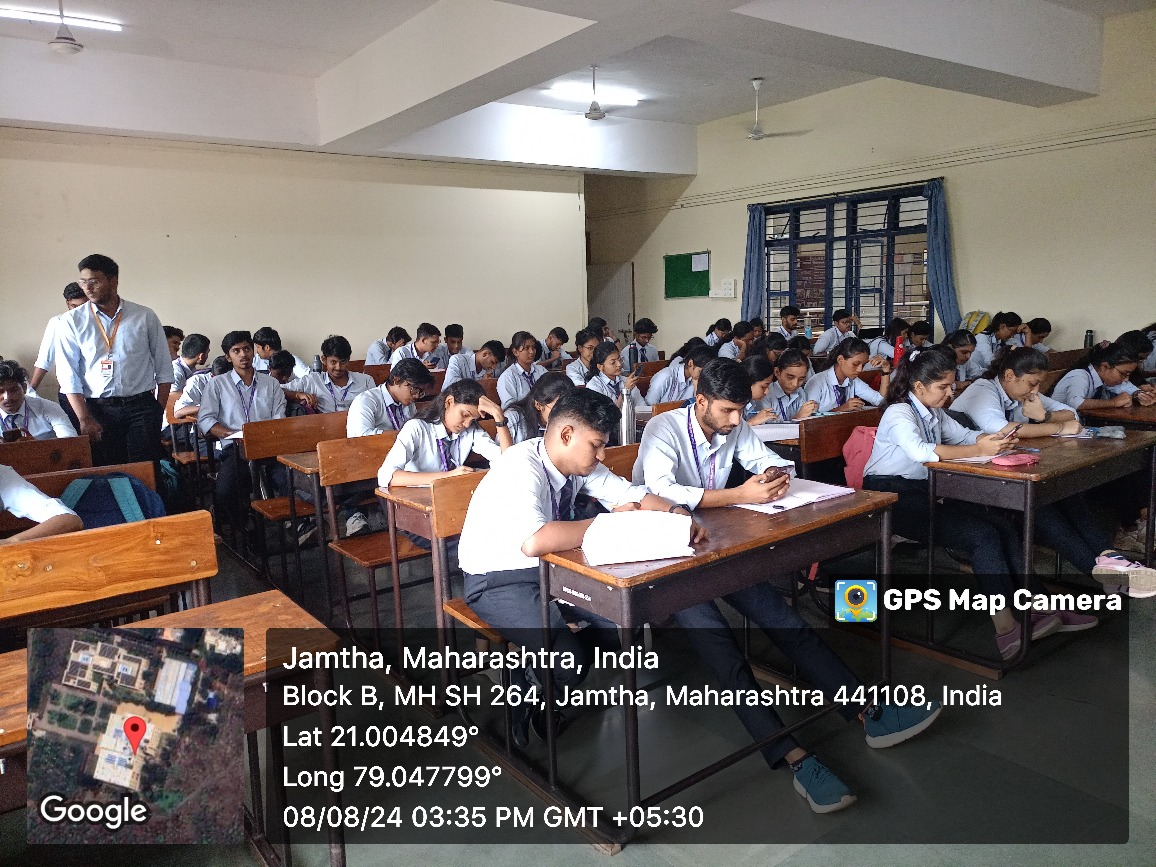 GPS Map Camera
Jamtha, Maharashtra, India
Block B, MH SH 264, Jamtha, Maharashtra 441108, India
Lat 21.004849°
Long 79.047799°
08/08/24 03:35 PM GMT +05:30
Google